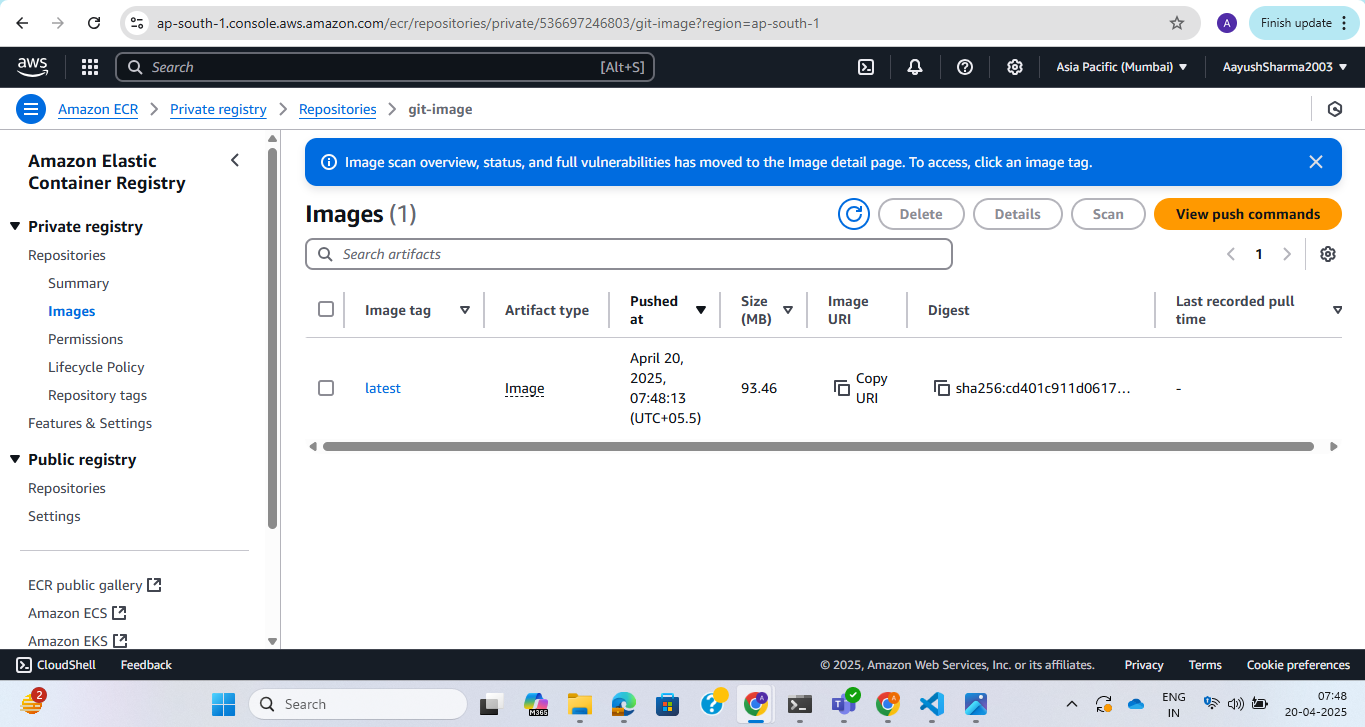 ap-south-1.console.aws.amazon.com/ecr/repositories/private/536697246803/git-image?region=ap-south-1
A
Finish update
aws
Search
[Alt+S]
Asia Pacific (Mumbai)
AayushSharma2003
Amazon ECR
Private registry
Repositories
git-image
Amazon Elastic
Container Registry
Private registry
Repositories
Summary
Images
Permissions
Lifecycle Policy
Repository tags
Features & Settings
Public registry
Repositories
Settings
ECR public gallery
Amazon ECS
Amazon EKS
Image scan overview, status, and full vulnerabilities has moved to the Image detail page. To access, click an image tag.
Images (1)
Delete
Details
Scan
View push commands
Search artifacts
1
Image tag
Artifact type
Pushed
at
Size
(MB)
Image
URI
Digest
Last recorded pull
time
latest
Image
April 20,
2025,
07:48:13
(UTC+05.5)
93.46
Copy
URI
sha256:cd401c911d0617...
-
CloudShell
Feedback
© 2025, Amazon Web Services, Inc. or its affiliates.
Privacy
Terms
Cookie preferences
2
Search
M365
ENG
IN
07:48
20-04-2025